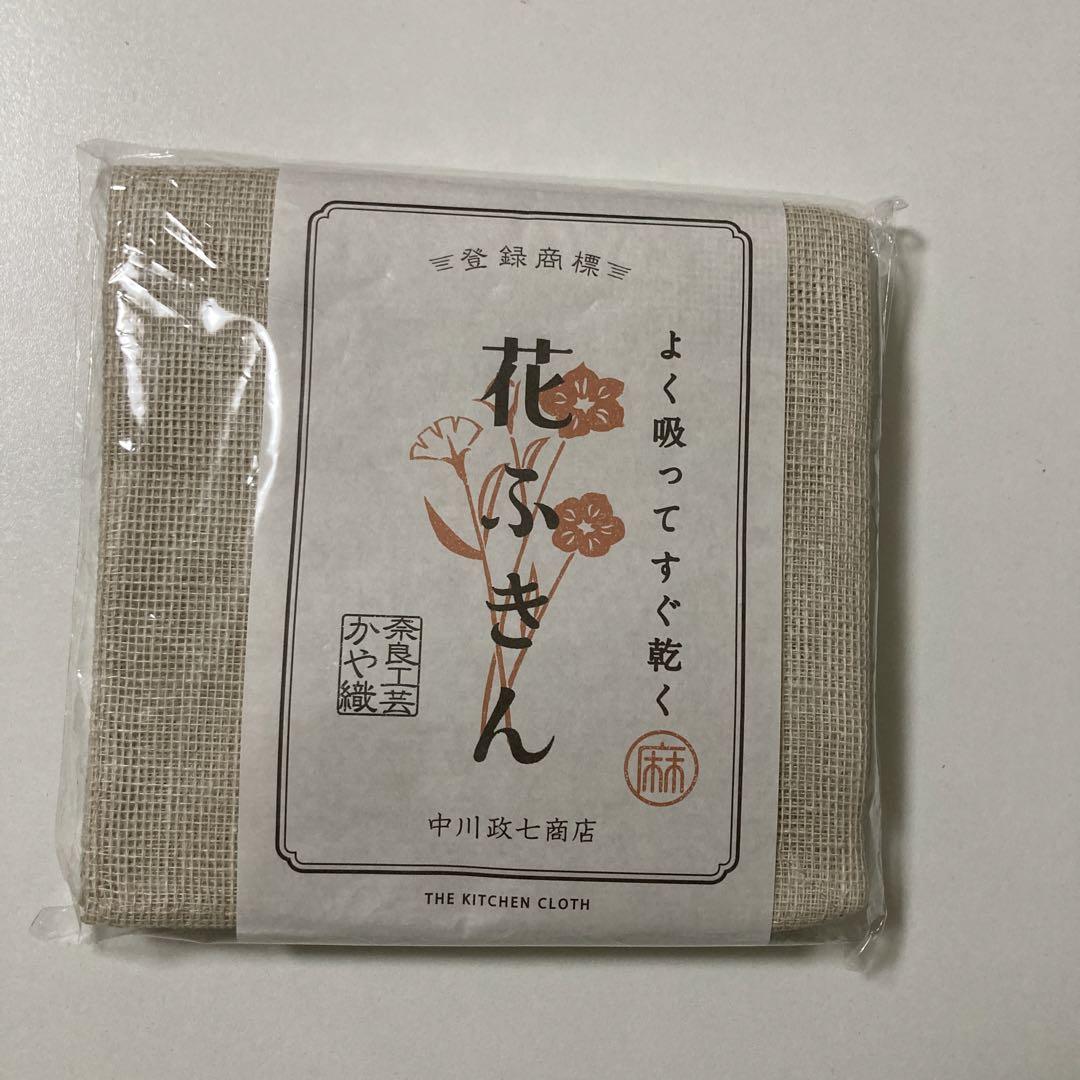 登録商標
よく吸ってすぐ乾く
花ふきん
奈良工芸
かや織
麻
中川政七商店
THE KITCHEN CLOTH